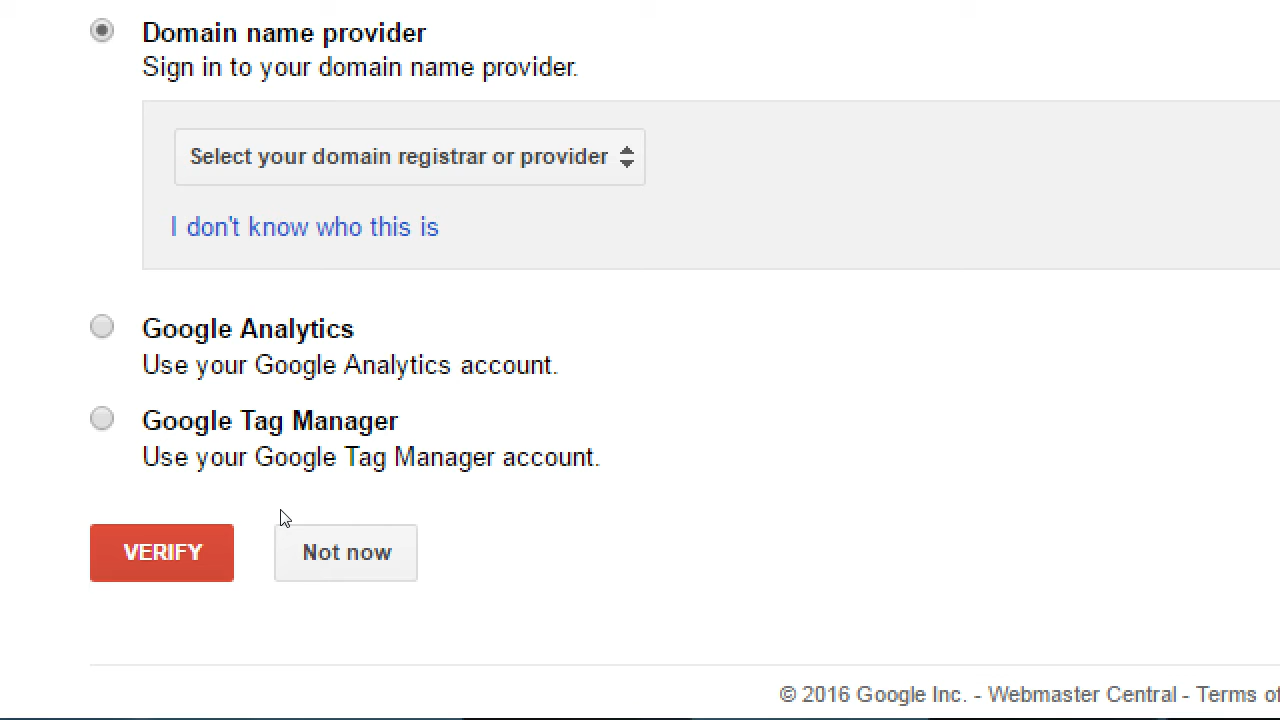 Domain name provider
Sign in to your domain name provider.
Select your domain registrar or provider
I don't know who this is
Google Analytics
Use your Google Analytics account.
Google Tag Manager
Use your Google Tag Manager account.
VERIFY
Not now
© 2016 Google Inc. - Webmaster Central - Terms of